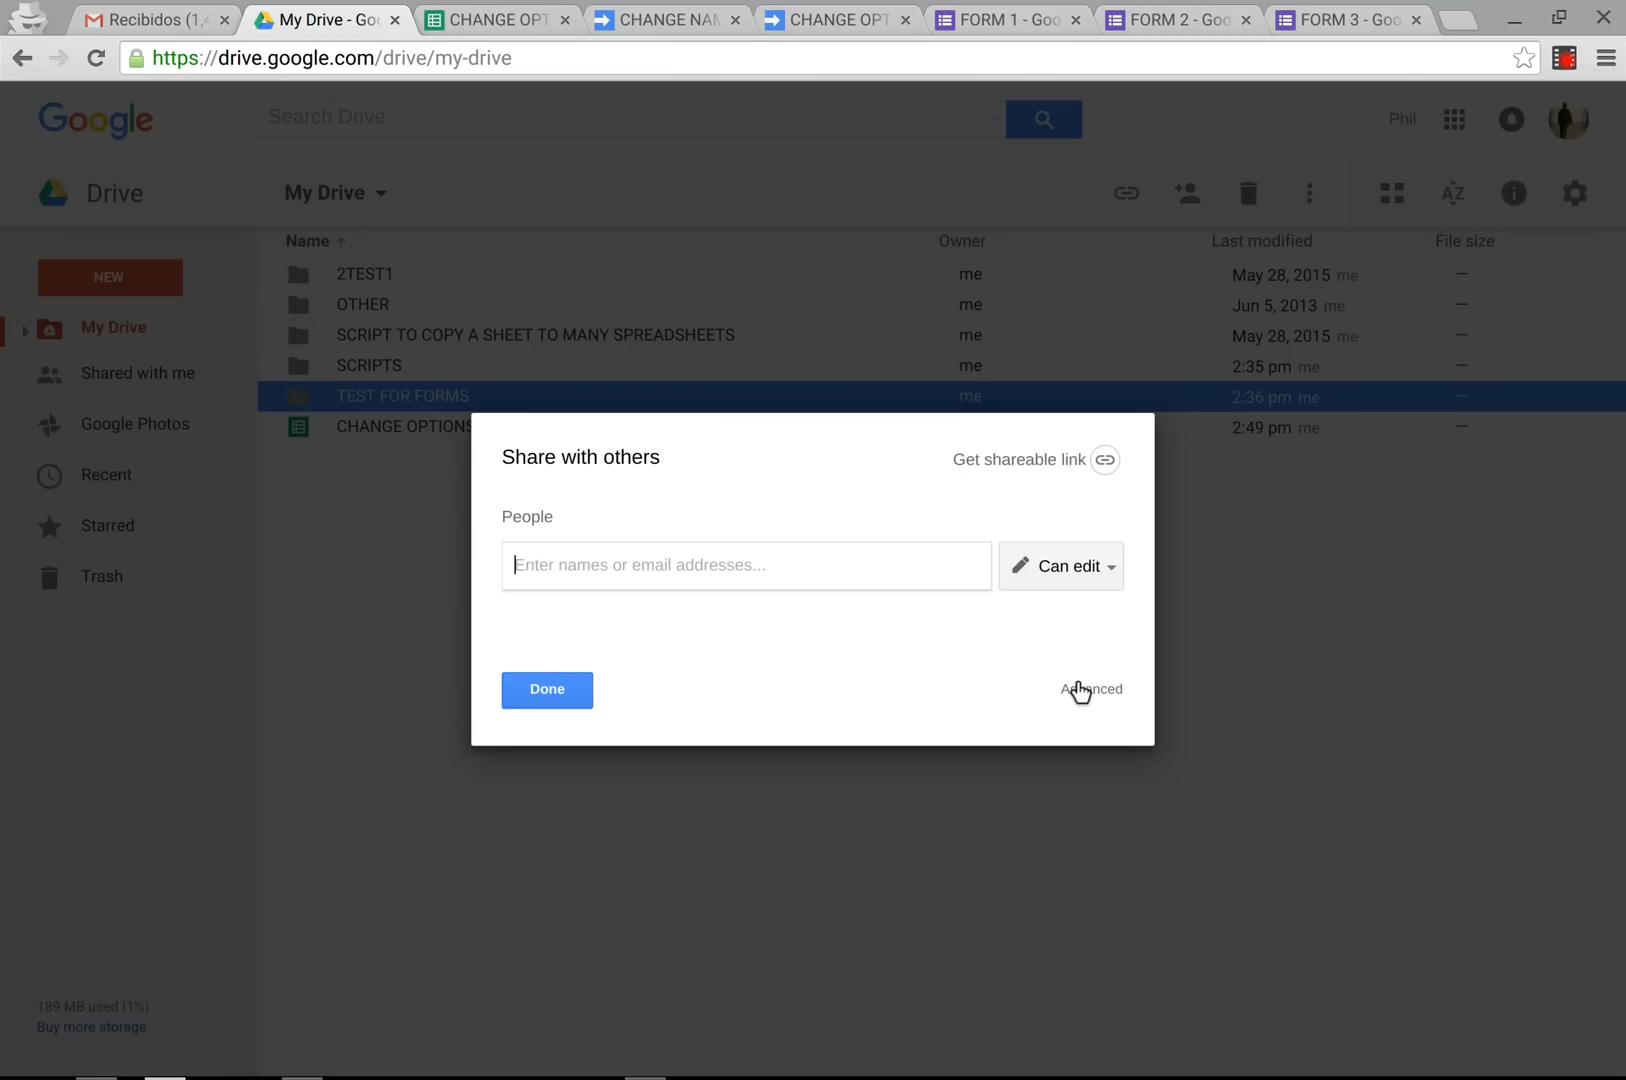 Recibidos (1,
My Drive - Goo
CHANGE OPT
CHANGE NAM
CHANGE OPT
FORM 1 - Goo
FORM 2 - Goo
FORM 3 - Goo
https://drive.google.com/drive/my-drive
Google
Search Drive
Phil
Drive
My Drive
Name
Owner
Last modified
File size
NEW
2TEST1
me
May 28, 2015 me
—
OTHER
me
Jun 5, 2013 me
—
My Drive
SCRIPT TO COPY A SHEET TO MANY SPREADSHEETS
me
May 28, 2015 me
—
Shared with me
SCRIPTS
me
2:35 pm me
—
TEST FOR FORMS
me
2:36 pm me
—
Google Photos
CHANGE OPTIONS
2:49 pm me
—
Share with others
Get shareable link
Recent
People
Starred
Enter names or email addresses...
Can edit
Trash
Done
Advanced
189 MB used (1%)
Buy more storage